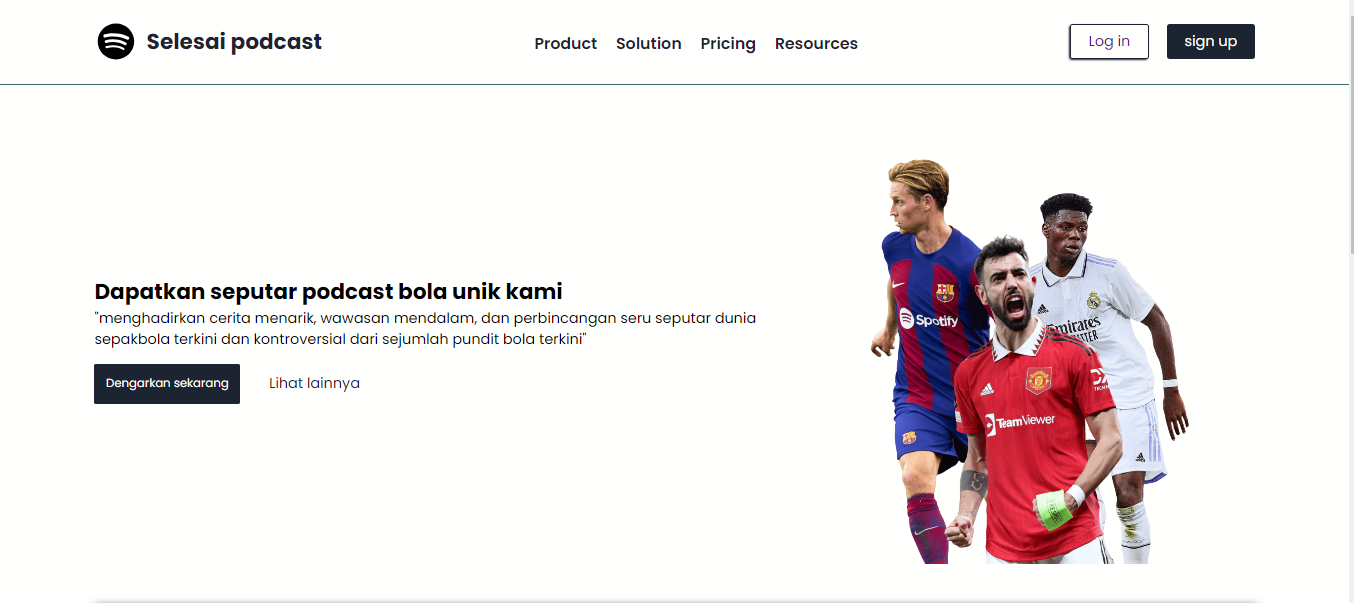 Selesai podcast
Product Solution Pricing Resources
Log in
sign up
Dapatkan seputar podcast bola unik kami
"menghadirkan cerita menarik, wawasan mendalam, dan perbincangan seru seputar dunia
sepakbola terkini dan kontroversial dari sejumlah pundit bola terkini"
Dengarkan sekarang
Lihat lainnya
Spotify
Emirates
TeamViewer